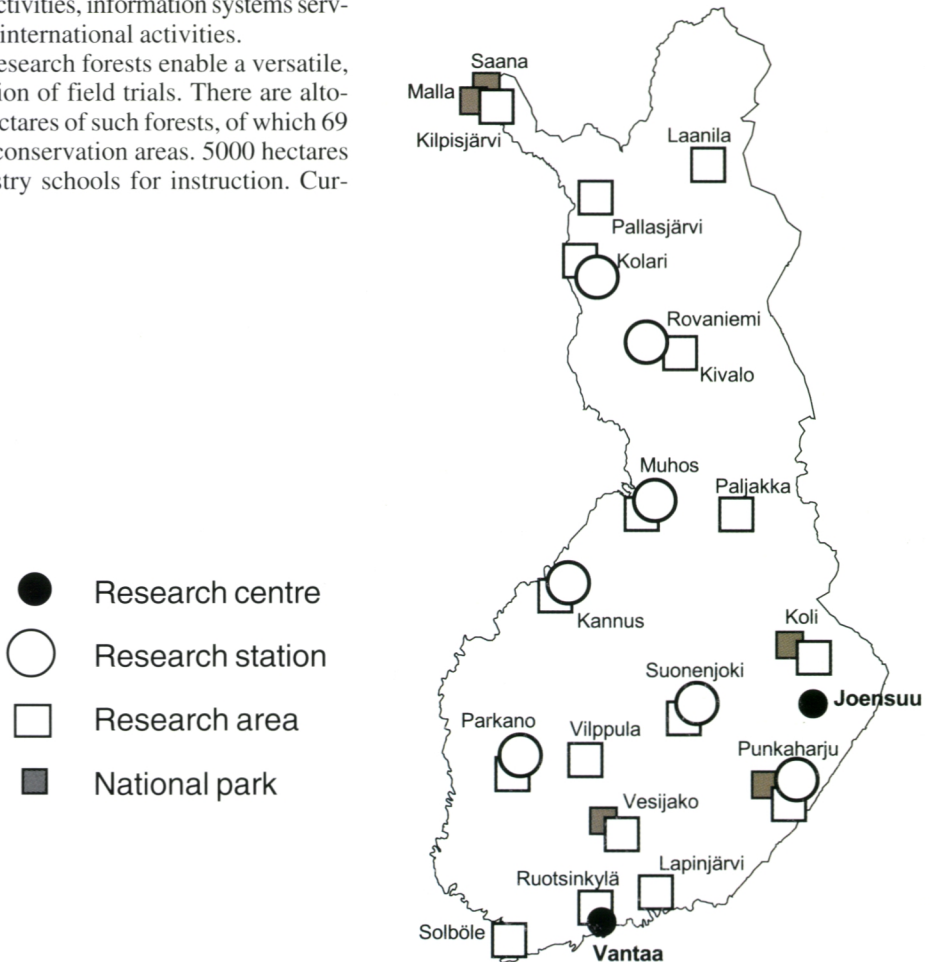 ctivities, information systems serv-
international activities.
esearch forests enable a versatile,
ion of field trials. There are alto-
ctares of such forests, of which 69
conservation areas. 5000 hectares
stry schools for instruction. Cur-
Saana
Malla
Kilpisjärvi
Laanila
Pallasjärvi
Kolari
Rovaniemi
Kivalo
Muhos
Paljakka
Kannus
Koli
Suonenjoki
Joensuu
Parkano
Vilppula
Punkaharju
Vesijako
Lapinjärvi
Ruotsinkylä
Solböle
Vantaa
Research centre
Research station
Research area
National park